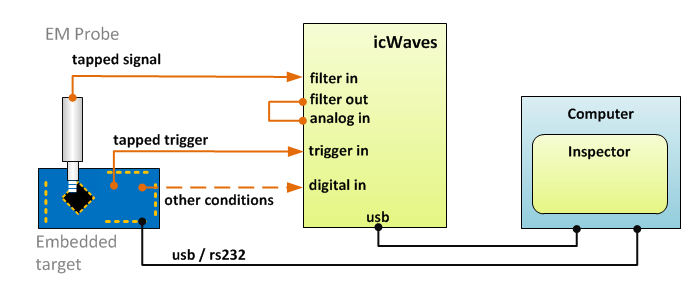 EM Probe
tapped signal
icWaves
filter in
filter out
analog in
tapped trigger
trigger in
digital in
other conditions
usb
Computer
Inspector
Embedded
target
usb / rs232